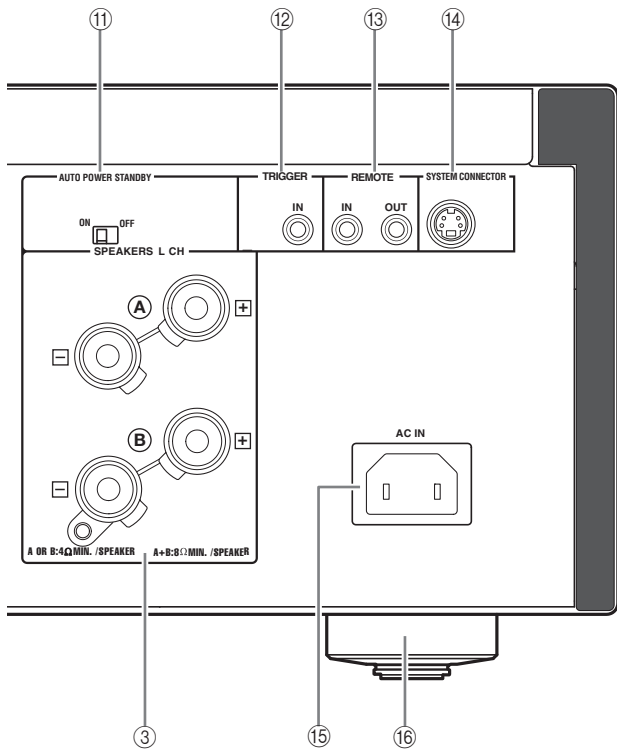 ⑪ ⑫ ⑬ ⑭
AUTO POWER STANDBY
TRIGGER
REMOTE
SYSTEM CONNECTOR
ON OFF
IN
IN OUT
SPEAKERS L CH
A
+
−
B
+
−
AC IN
A OR B:4ΩMIN. /SPEAKER A+B:8ΩMIN. /SPEAKER
③ ⑮ ⑯